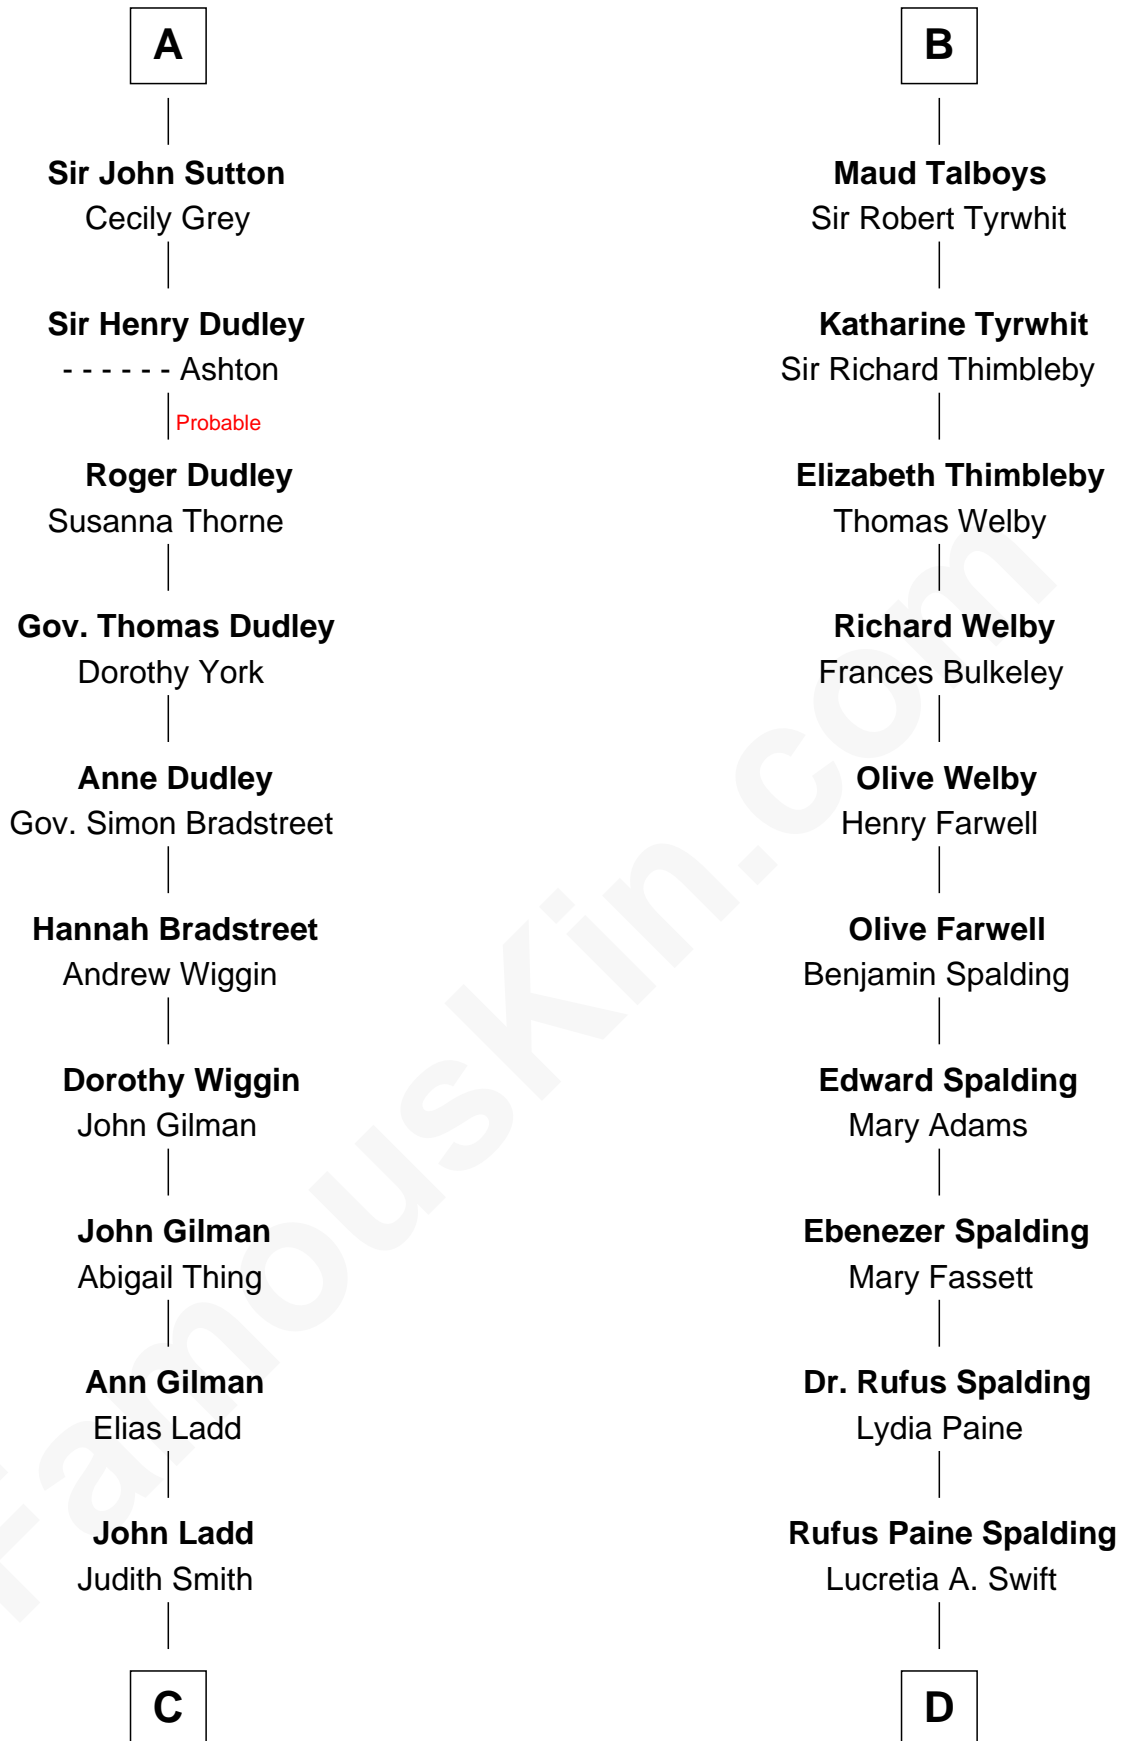 A
Sir John Sutton
Cecily Grey
Sir Henry Dudley
- - - - - - Ashton
Probable
Roger Dudley
Susanna Thorne
Gov. Thomas Dudley
Dorothy York
Anne Dudley
Gov. Simon Bradstreet
Hannah Bradstreet
Andrew Wiggin
Dorothy Wiggin
John Gilman
John Gilman
Abigail Thing
Ann Gilman
Elias Ladd
John Ladd
Judith Smith
C
B
Maud Talboys
Sir Robert Tyrwhit
Katharine Tyrwhit
Sir Richard Thimbleby
Elizabeth Thimbleby
Thomas Welby
Richard Welby
Frances Bulkeley
Olive Welby
Henry Farwell
Olive Farwell
Benjamin Spalding
Edward Spalding
Mary Adams
Ebenezer Spalding
Mary Fassett
Dr. Rufus Spalding
Lydia Paine
Rufus Paine Spalding
Lucretia A. Swift
D
FamousKin.com